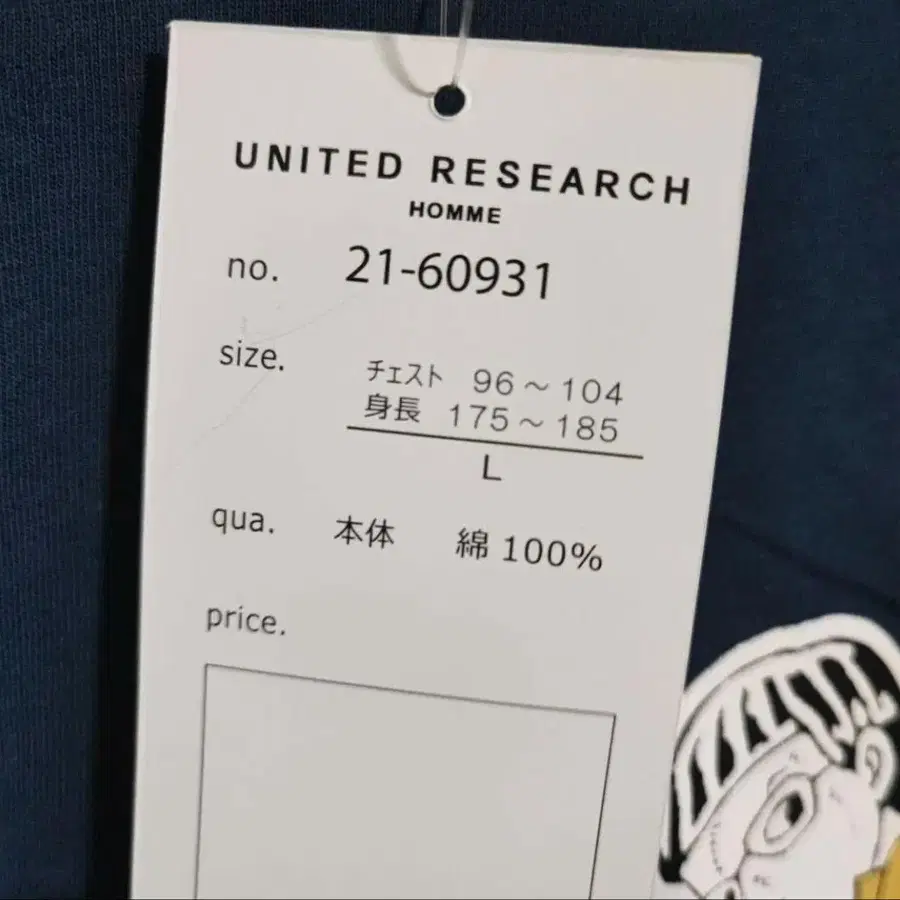 UNITED RESEARCH
HOMME
no. 21-60931
size. チェスト 96～104
身長 175～185
L
qua. 本体 綿 100%
price.